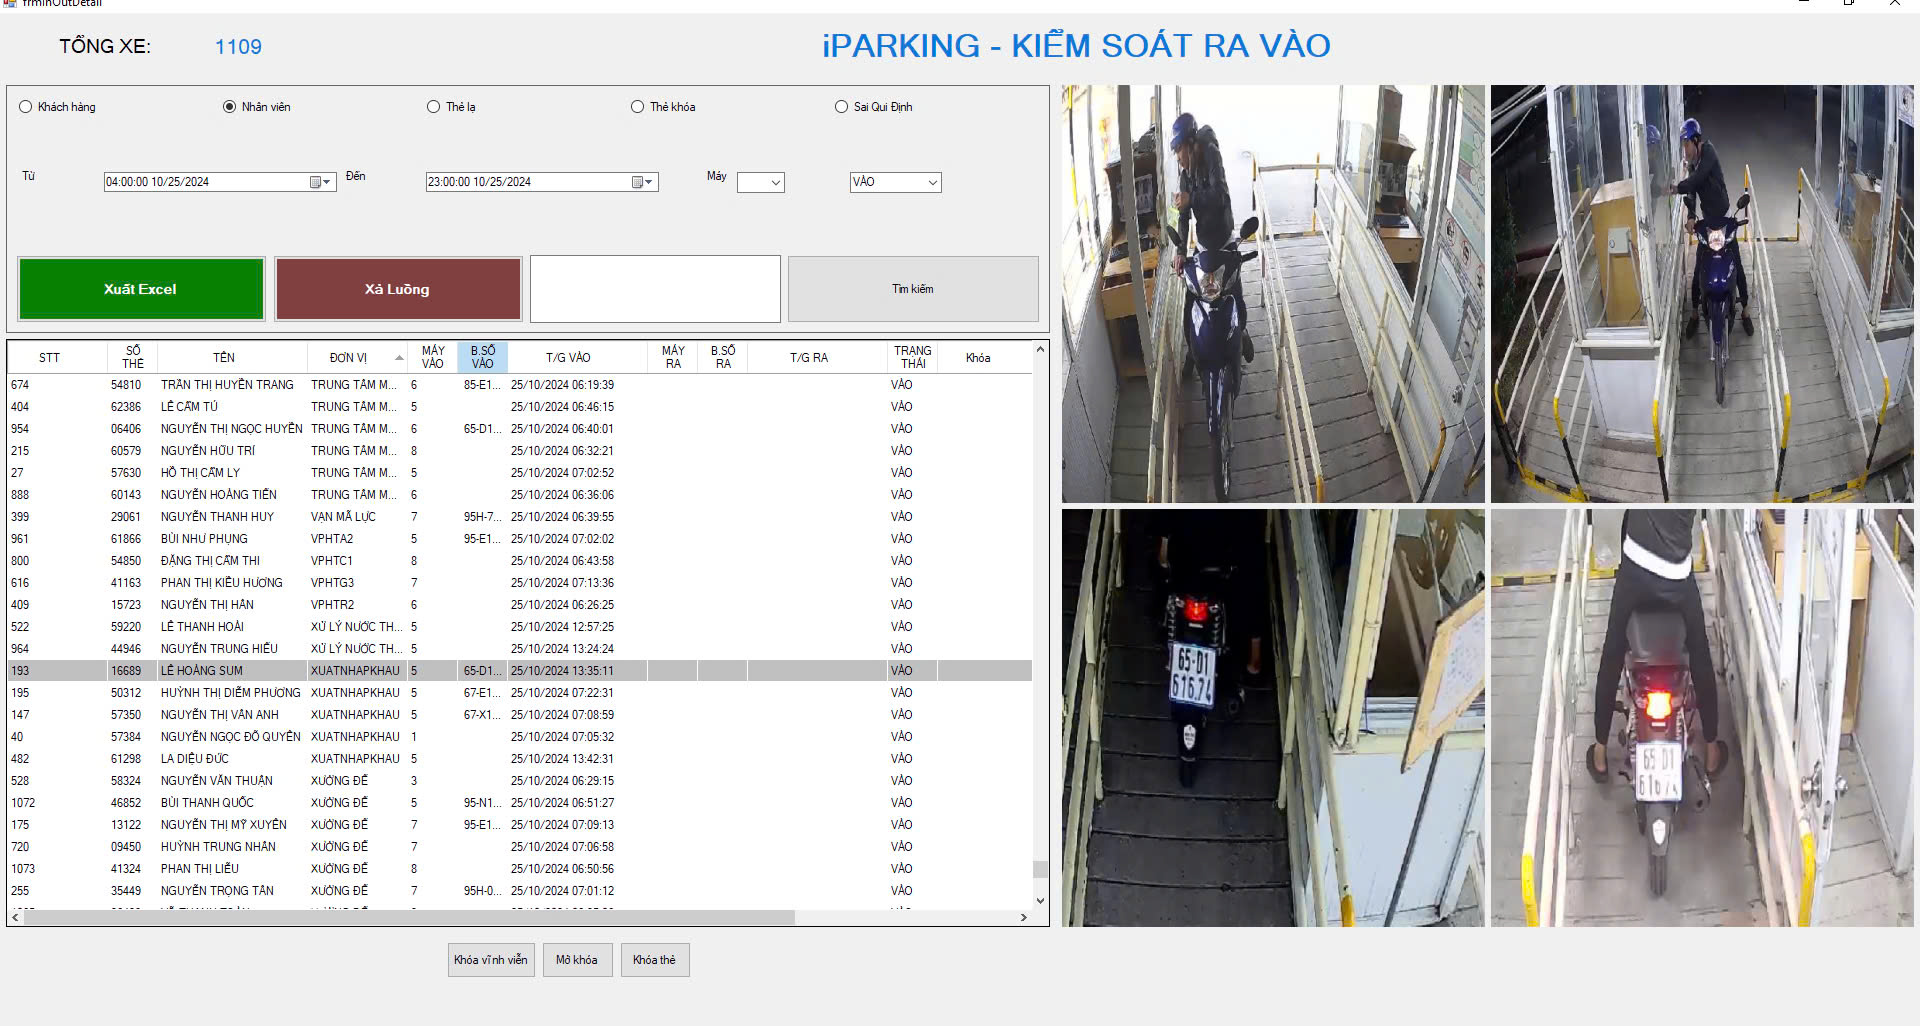 frmInOutDetail
TỔNG XE: 1109
iPARKING - KIỂM SOÁT RA VÀO
Khách hàng Nhân viên Thẻ lạ Thẻ khóa Sai Qui Định
Từ 04:00:00 10/25/2024 Đến 23:00:00 10/25/2024 Máy VÀO
Xuất Excel Xả Luồng Tìm kiếm
STT SỐ THẺ TÊN ĐƠN VỊ MÁY VÀO B.SỐ VÀO T/G VÀO MÁY RA B.SỐ RA T/G RA TRẠNG THÁI Khóa
674 54810 TRẦN THỊ HUYỀN TRANG TRUNG TÂM M... 6 85-E1... 25/10/2024 06:19:39 VÀO
404 62386 LÊ CẨM TÚ TRUNG TÂM M... 5 25/10/2024 06:46:15 VÀO
954 06406 NGUYỄN THỊ NGỌC HUYỀN TRUNG TÂM M... 6 65-D1... 25/10/2024 06:40:01 VÀO
215 60579 NGUYỄN HỮU TRÍ TRUNG TÂM M... 8 25/10/2024 06:32:21 VÀO
27 57630 HỒ THỊ CẨM LY TRUNG TÂM M... 5 25/10/2024 07:02:52 VÀO
888 60143 NGUYỄN HOÀNG TIẾN TRUNG TÂM M... 6 25/10/2024 06:36:06 VÀO
399 29061 NGUYỄN THANH HUY VẠN MÃ LỰC 7 95H-7... 25/10/2024 06:39:55 VÀO
961 61866 BÙI NHƯ PHỤNG VPHTA2 5 95-E1... 25/10/2024 07:02:02 VÀO
800 54850 ĐẶNG THỊ CẨM THI VPHTC1 8 25/10/2024 06:43:58 VÀO
616 41163 PHAN THỊ KIỀU HƯƠNG VPHTG3 7 25/10/2024 07:13:36 VÀO
409 15723 NGUYỄN THỊ HÂN VPHTR2 6 25/10/2024 06:26:25 VÀO
522 59220 LÊ THANH HOÀI XỬ LÝ NƯỚC TH... 5 25/10/2024 12:57:25 VÀO
964 44946 NGUYỄN TRUNG HIẾU XỬ LÝ NƯỚC TH... 5 25/10/2024 13:24:24 VÀO
193 16689 LÊ HOÀNG SUM XUATNHAPKHAU 5 65-D1... 25/10/2024 13:35:11 VÀO
195 50312 HUỲNH THỊ DIỄM PHƯƠNG XUATNHAPKHAU 5 67-E1... 25/10/2024 07:22:31 VÀO
147 57350 NGUYỄN THỊ VÂN ANH XUATNHAPKHAU 5 67-X1... 25/10/2024 07:08:59 VÀO
40 57384 NGUYỄN NGỌC ĐỖ QUYÊN XUATNHAPKHAU 1 25/10/2024 07:05:32 VÀO
482 61298 LA DIỆU ĐỨC XUATNHAPKHAU 5 25/10/2024 13:42:31 VÀO
528 58324 NGUYỄN VĂN THUẬN XƯỞNG ĐẾ 3 25/10/2024 06:29:15 VÀO
1072 46852 BÙI THANH QUỐC XƯỞNG ĐẾ 5 95-N1... 25/10/2024 06:51:27 VÀO
175 13122 NGUYỄN THỊ MỸ XUYÊN XƯỞNG ĐẾ 7 95-E1... 25/10/2024 07:09:13 VÀO
720 09450 HUỲNH TRUNG NHÂN XƯỞNG ĐẾ 7 25/10/2024 07:06:58 VÀO
1073 41324 PHAN THỊ LIỄU XƯỞNG ĐẾ 8 25/10/2024 06:50:56 VÀO
255 35449 NGUYỄN TRỌNG TÂN XƯỞNG ĐẾ 7 95H-0... 25/10/2024 07:01:12 VÀO
Khóa vĩnh viễn Mở khóa Khóa thẻ
65-D1
616.74
65 D1
616 74